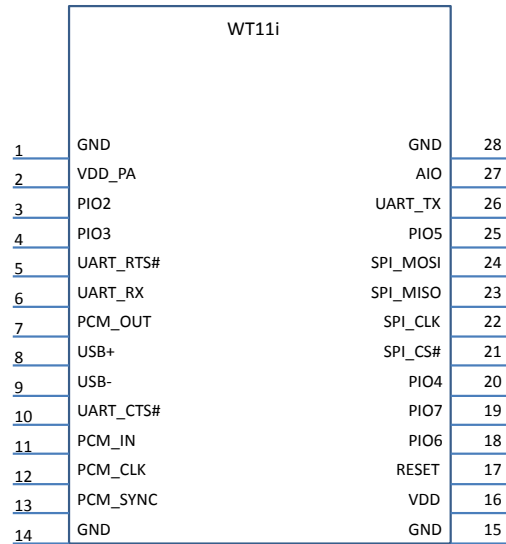 WT11i
1 GND GND 28
2 VDD_PA AIO 27
3 PIO2 UART_TX 26
4 PIO3 PIO5 25
5 UART_RTS# SPI_MOSI 24
6 UART_RX SPI_MISO 23
7 PCM_OUT SPI_CLK 22
8 USB+ SPI_CS# 21
9 USB- PIO4 20
10 UART_CTS# PIO7 19
11 PCM_IN PIO6 18
12 PCM_CLK RESET 17
13 PCM_SYNC VDD 16
14 GND GND 15